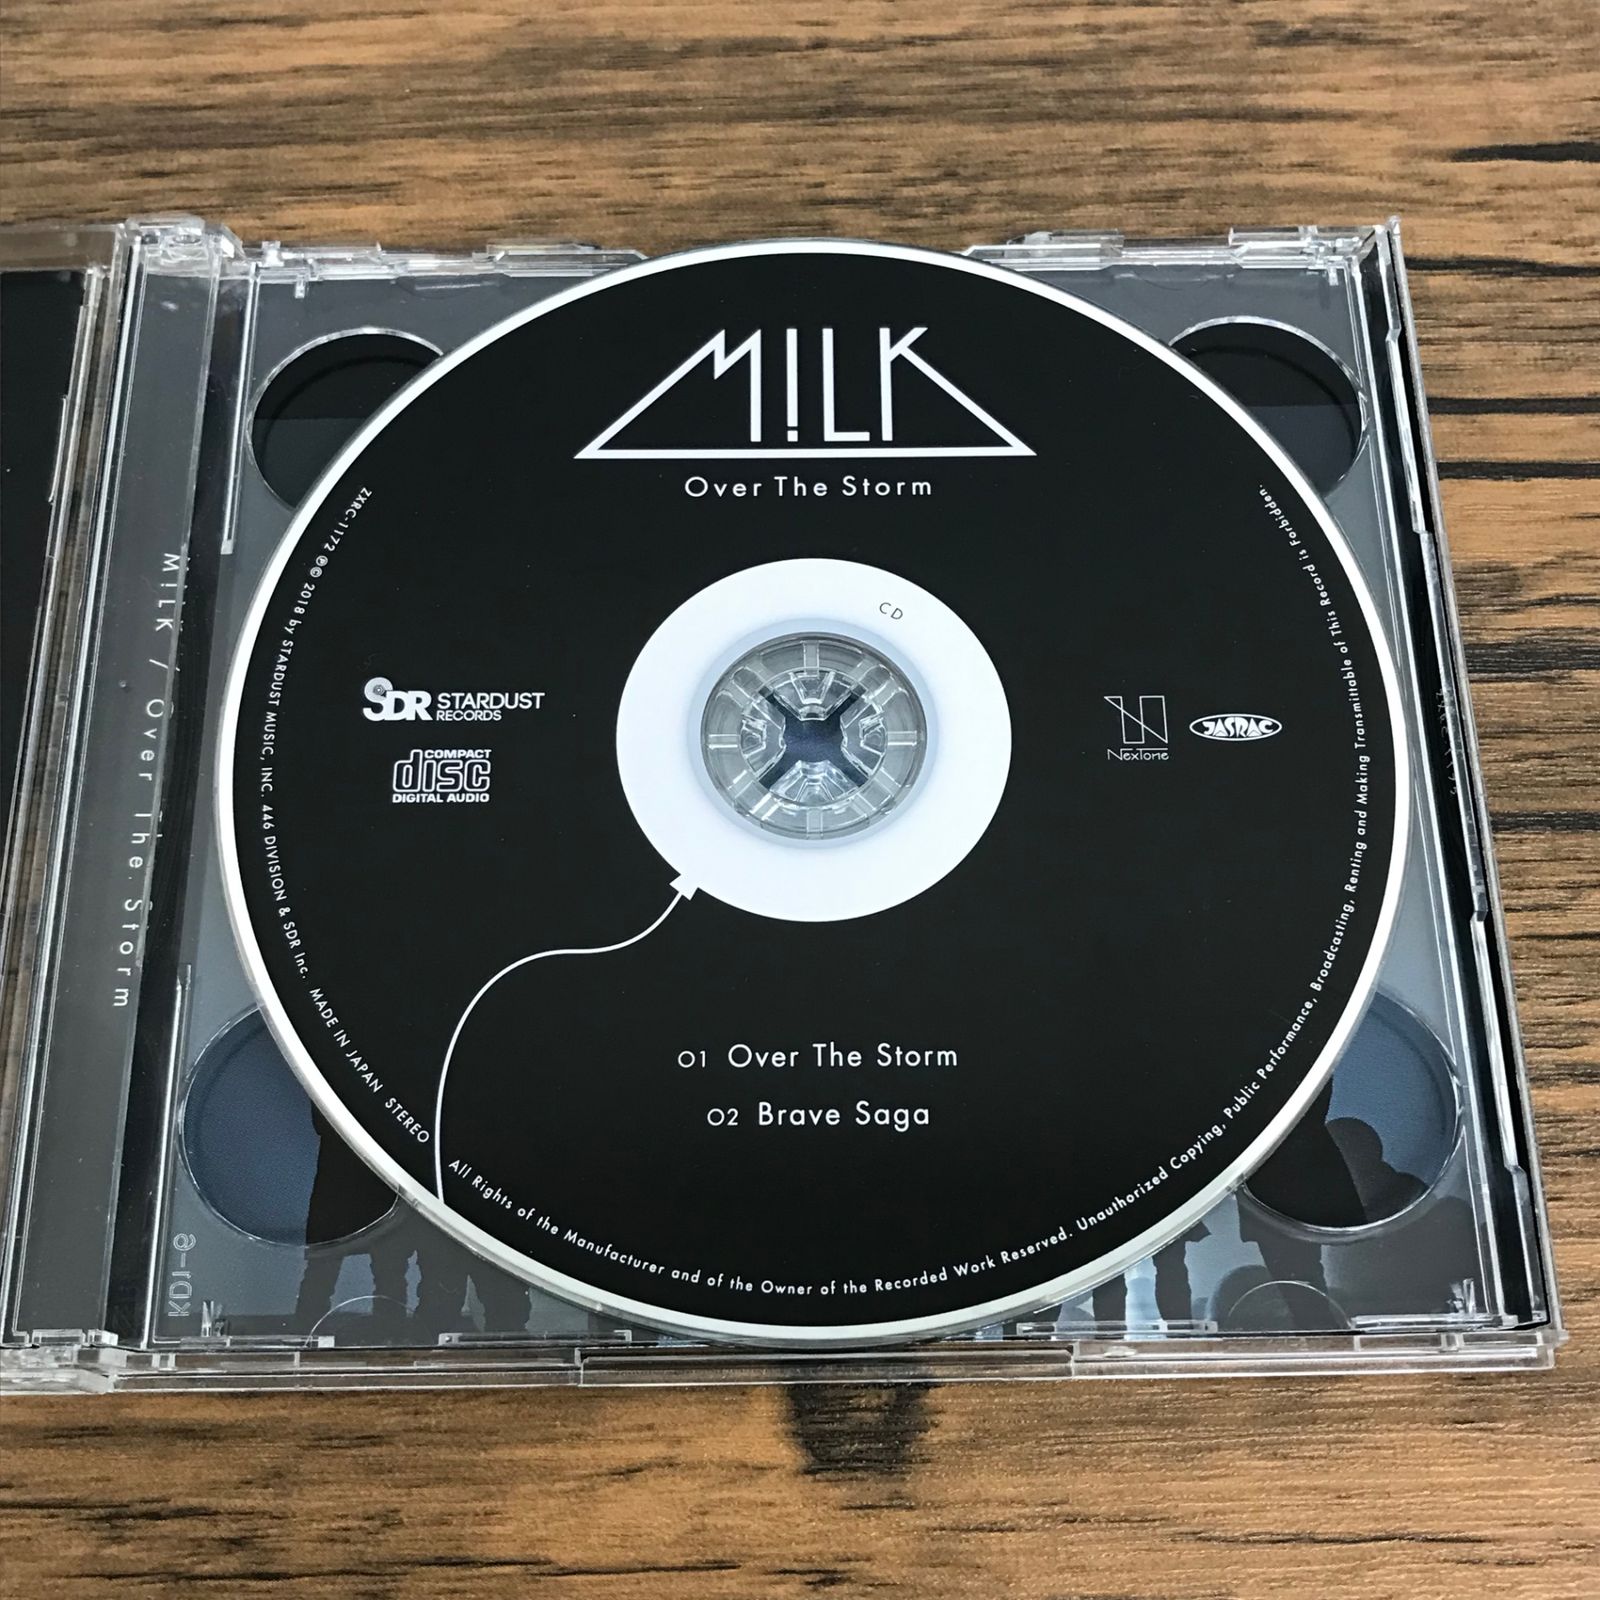 M!LK
Over The Storm
CD
SDR STARDUST
RECORDS
COMPACT
disc
DIGITAL AUDIO
NexTone
JASRAC
01 Over The Storm
02 Brave Saga
ZXRC-1172 ℗© 2018 by STARDUST MUSIC, INC. 446 DIVISION & SDR Inc. MADE IN JAPAN STEREO
All Rights of the Manufacturer and of the Owner of the Recorded Work Reserved. Unauthorized Copying, Public Performance, Broadcasting, Renting and Making Transmittable of This Record is Forbidden.
M!LK / Over The Storm
KD1-@